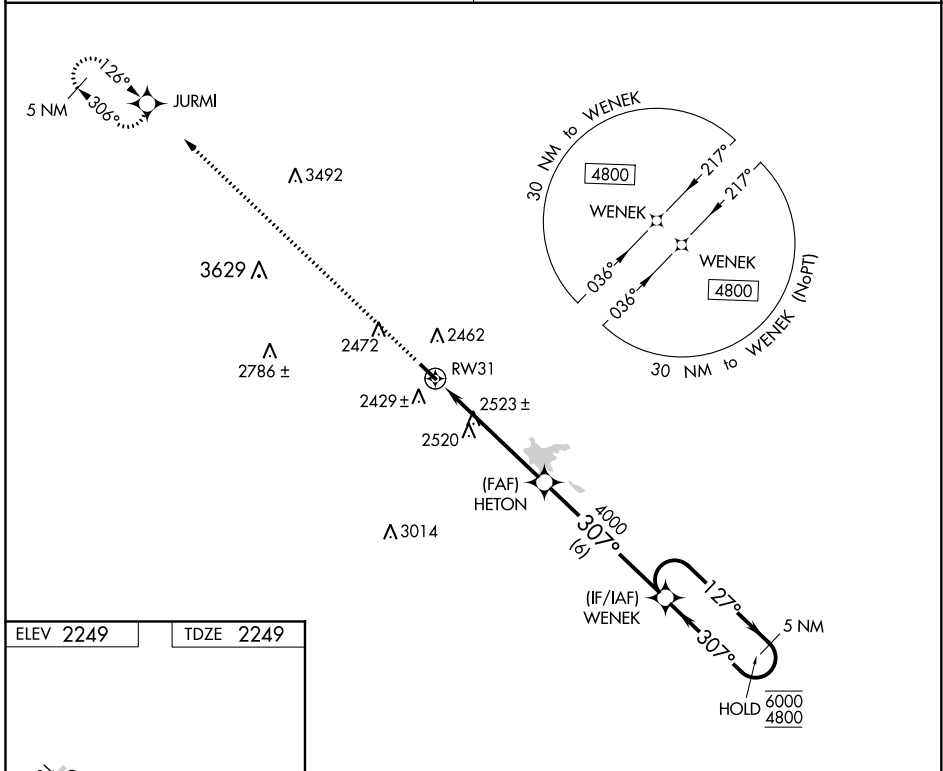 126°
306°
5 NM
JURMI
3492
3629
2472
2462
2786 ±
RW31
2429 ±
2523 ±
2520
3014
30 NM to WENEK
4800
217°
217°
WENEK
WENEK
4800
036°
036°
30 NM to WENEK (NoPT)
(FAF)
HETON
4000
307°
(6)
(IF/IAF)
WENEK
127°
307°
5 NM
HOLD 6000
4800
ELEV 2249
TDZE 2249